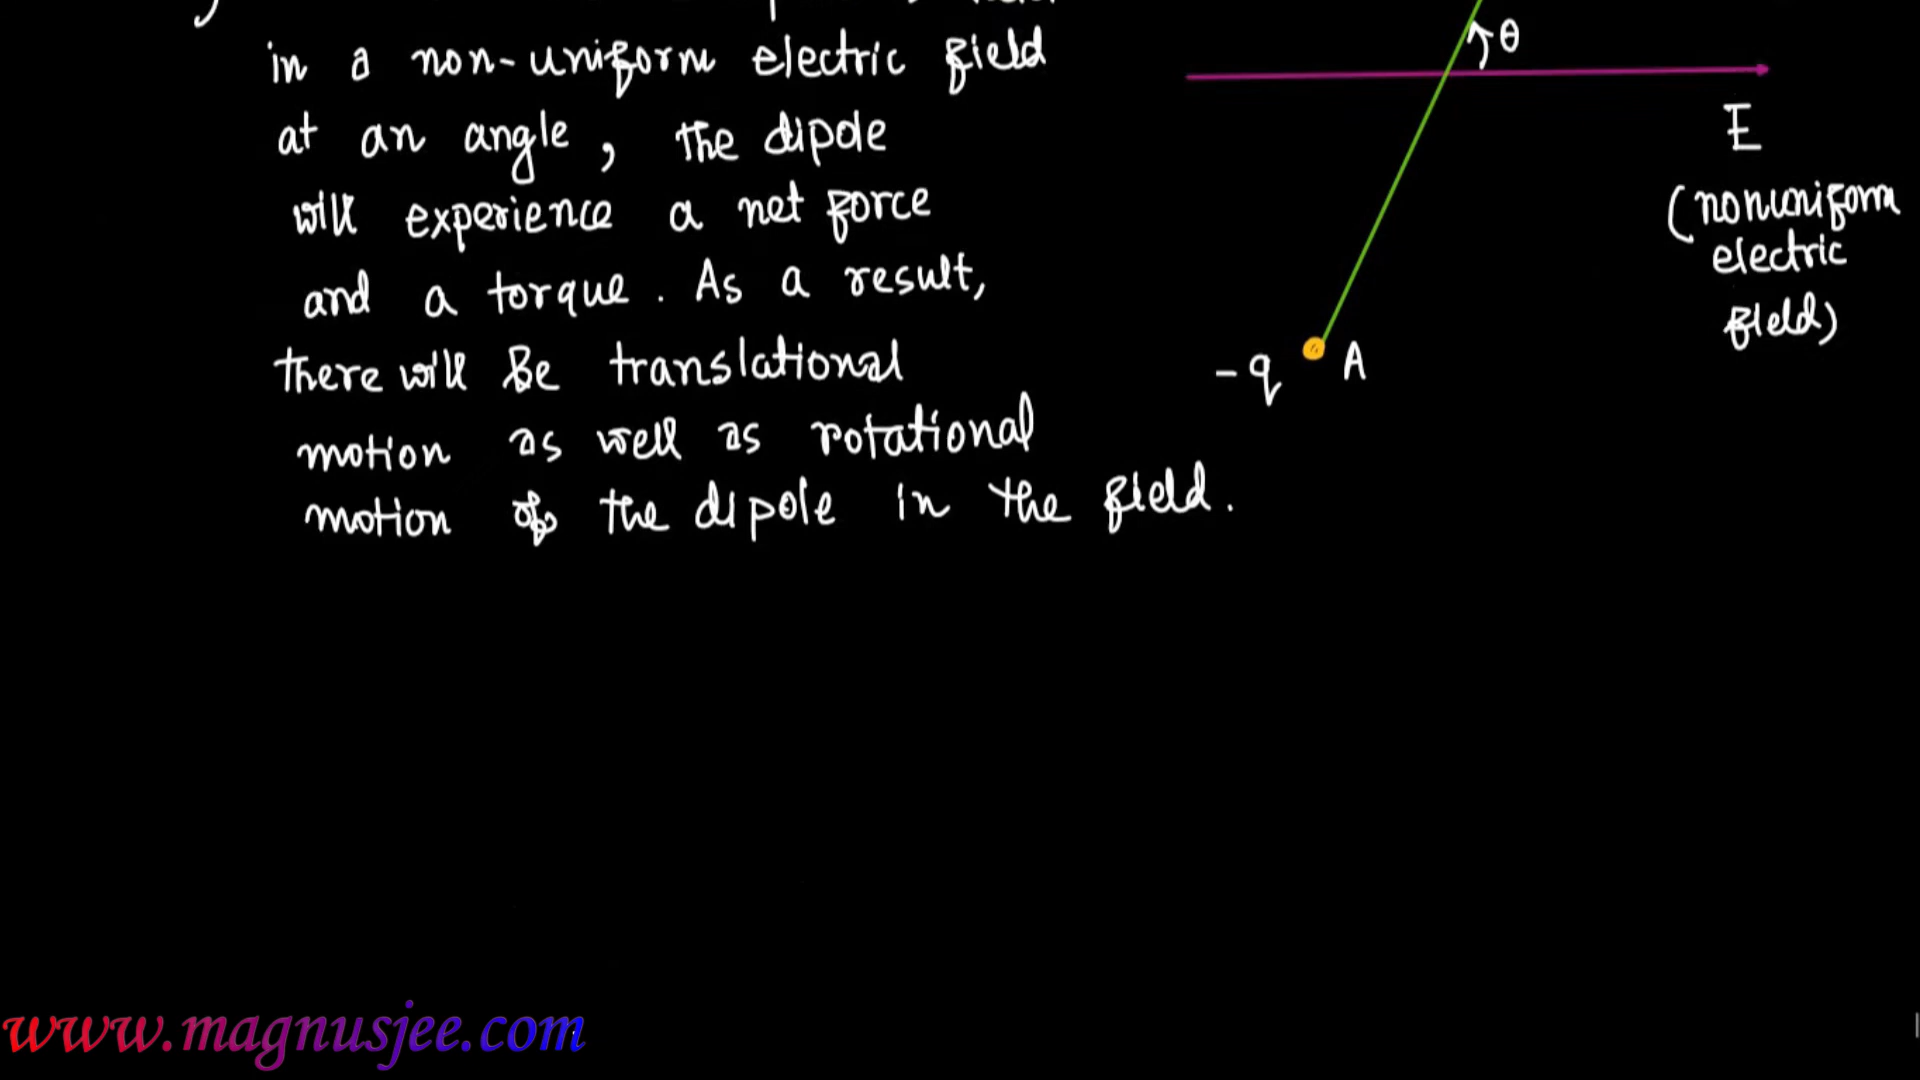 in a non-uniform electric field
at an angle, the dipole
will experience a net force
and a torque. As a result,
there will be translational
motion as well as rotational
motion of the dipole in the field.
θ
E
(nonuniform
electric
field)
-q A
www.magnusjee.com